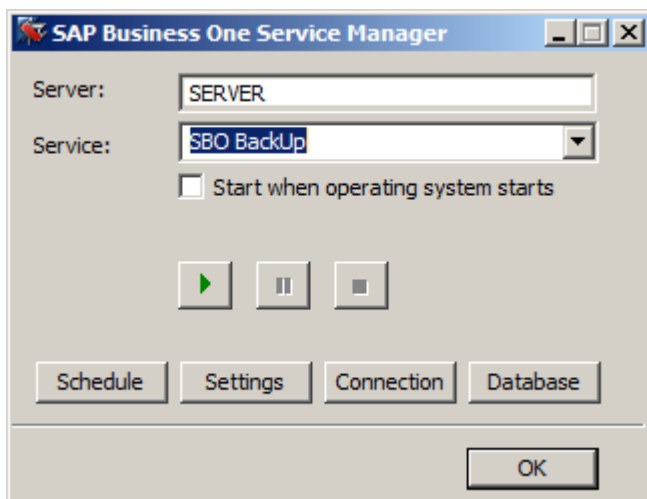 SAP Business One Service Manager
Server: SERVER
Service: SBO BackUp
Start when operating system starts
Schedule Settings Connection Database
OK